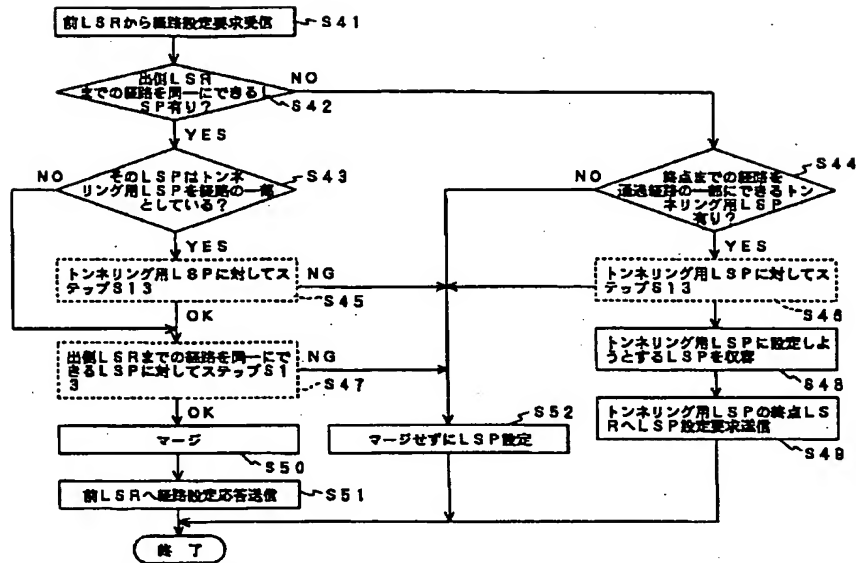 前LSRから経路設定要求受信
S41
出側LSR
までの経路を同一にできるL
SP有り?
S42
NO
YES
NO
そのLSPはトンネ
リング用LSPを経路の一部
としている?
S43
YES
NO
終点までの経路を
通過経路の一部にできるトン
ネリング用LSP
有り?
S44
YES
トンネリング用LSPに対してス
テップS13
NG
S45
OK
トンネリング用LSPに対してス
テップS13
S46
出側LSRまでの経路を同一にで
きるLSPに対してステップS1
3
NG
S47
OK
トンネリング用LSPに設定しよ
うとするLSPを収容
S48
トンネリング用LSPの終点LS
RへLSP設定要求送信
S49
マージ
S50
マージせずにLSP設定
S52
前LSRへ経路設定応答送信
S51
終了